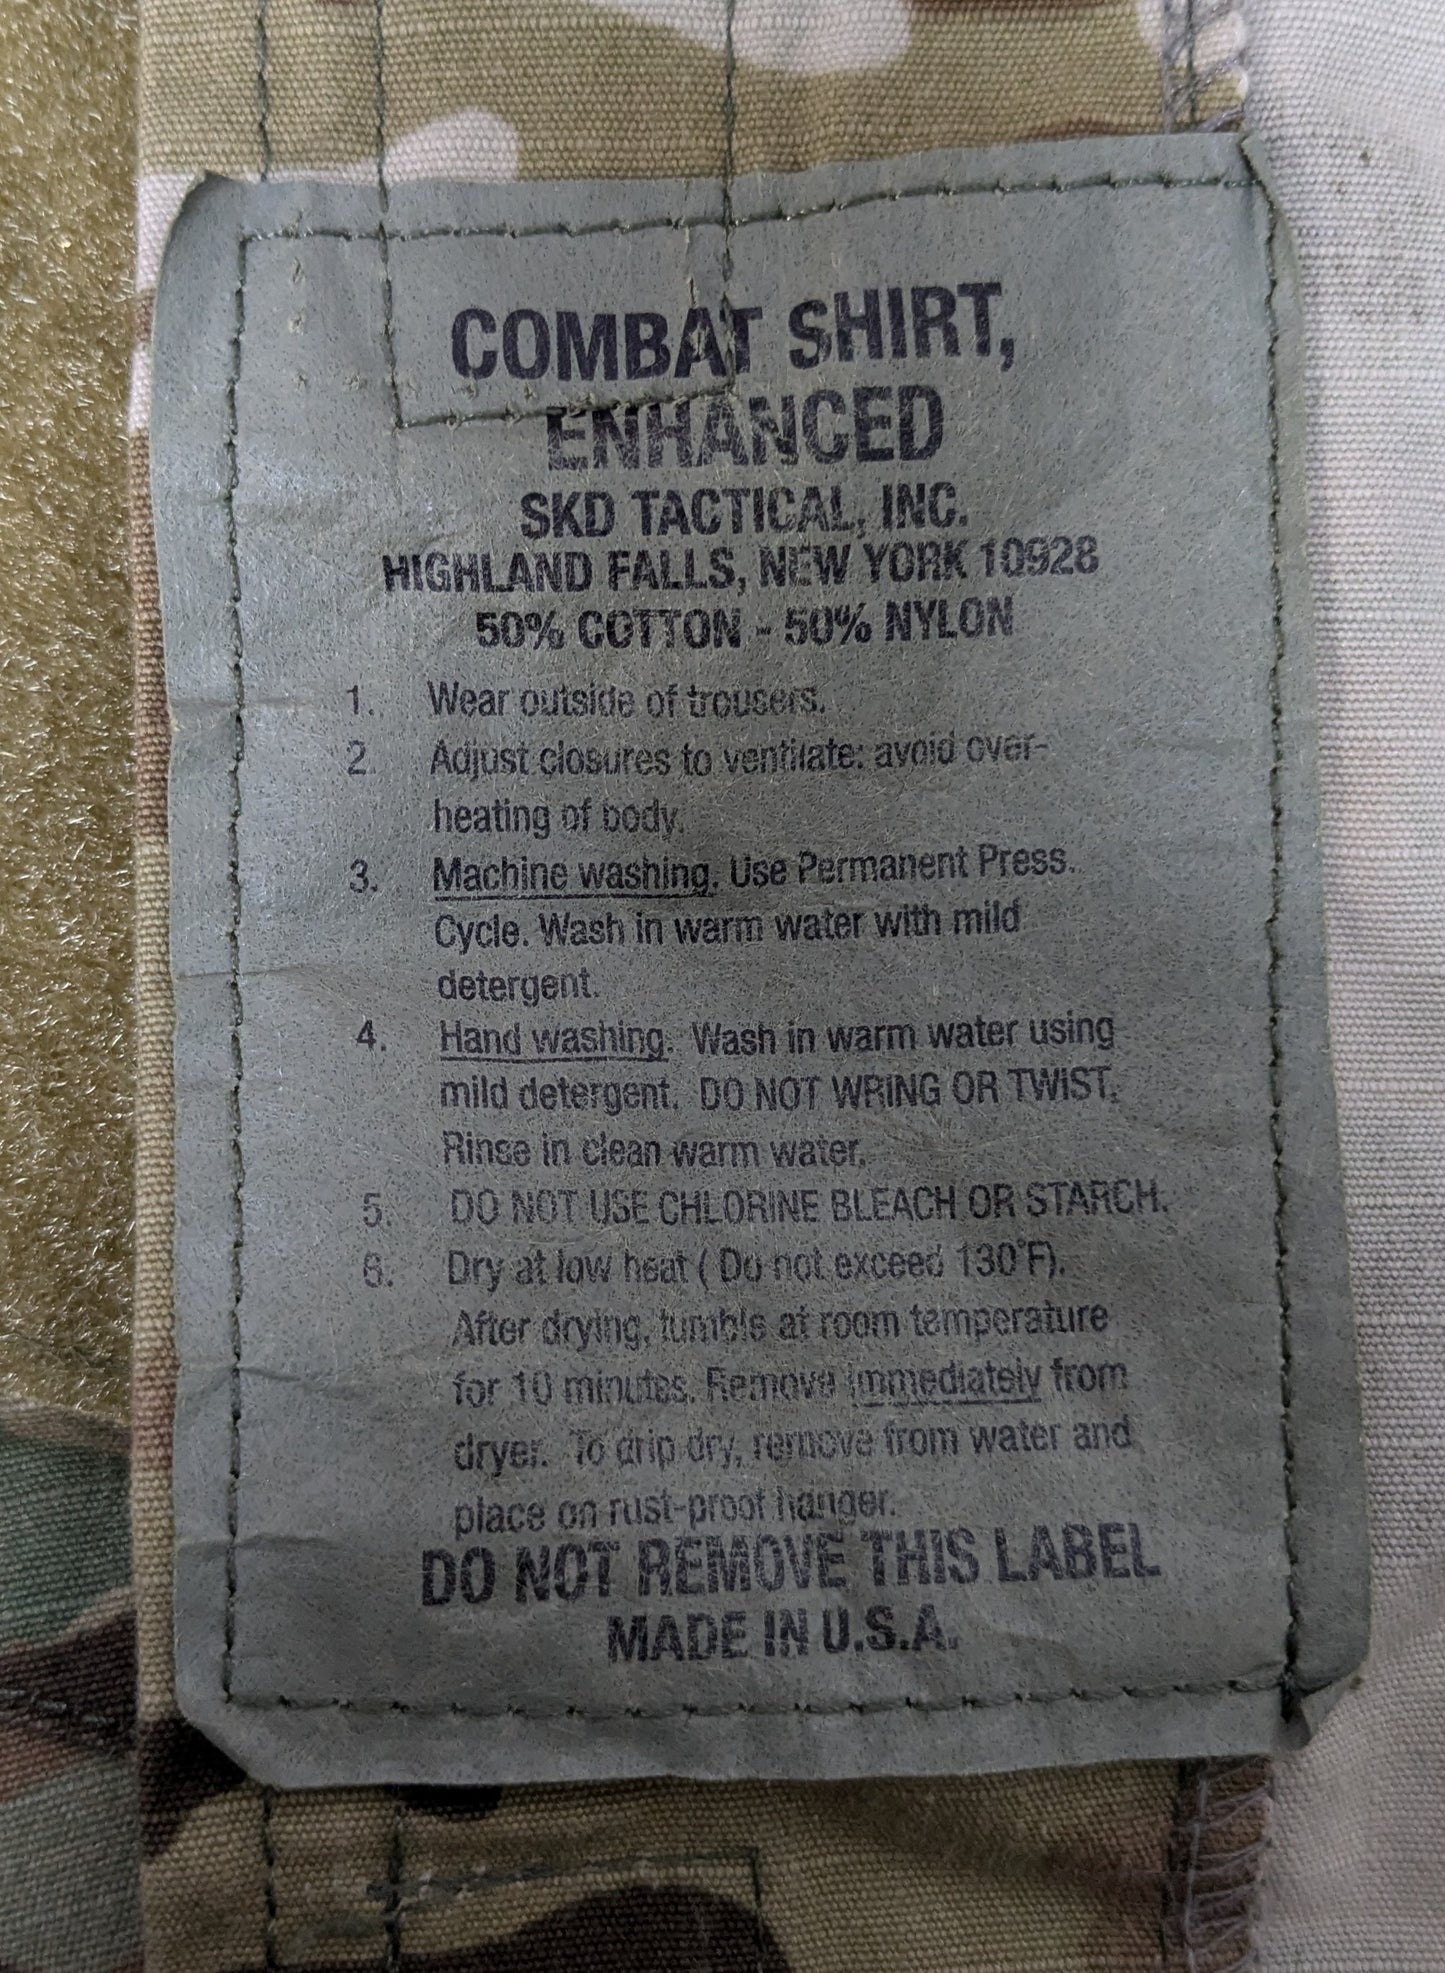 COMBAT SHIRT,
ENHANCED
SKD TACTICAL, INC.
HIGHLAND FALLS, NEW YORK 10928
50% COTTON - 50% NYLON
1. Wear outside of trousers.
2. Adjust closures to ventilate: avoid over-
heating of body.
3. Machine washing. Use Permanent Press.
Cycle. Wash in warm water with mild
detergent.
4. Hand washing. Wash in warm water using
mild detergent. DO NOT WRING OR TWIST.
Rinse in clean warm water.
5. DO NOT USE CHLORINE BLEACH OR STARCH.
6. Dry at low heat ( Do not exceed 130°F).
After drying, tumble at room temperature
for 10 minutes. Remove immediately from
dryer. To drip dry, remove from water and
place on rust-proof hanger.
DO NOT REMOVE THIS LABEL
MADE IN U.S.A.